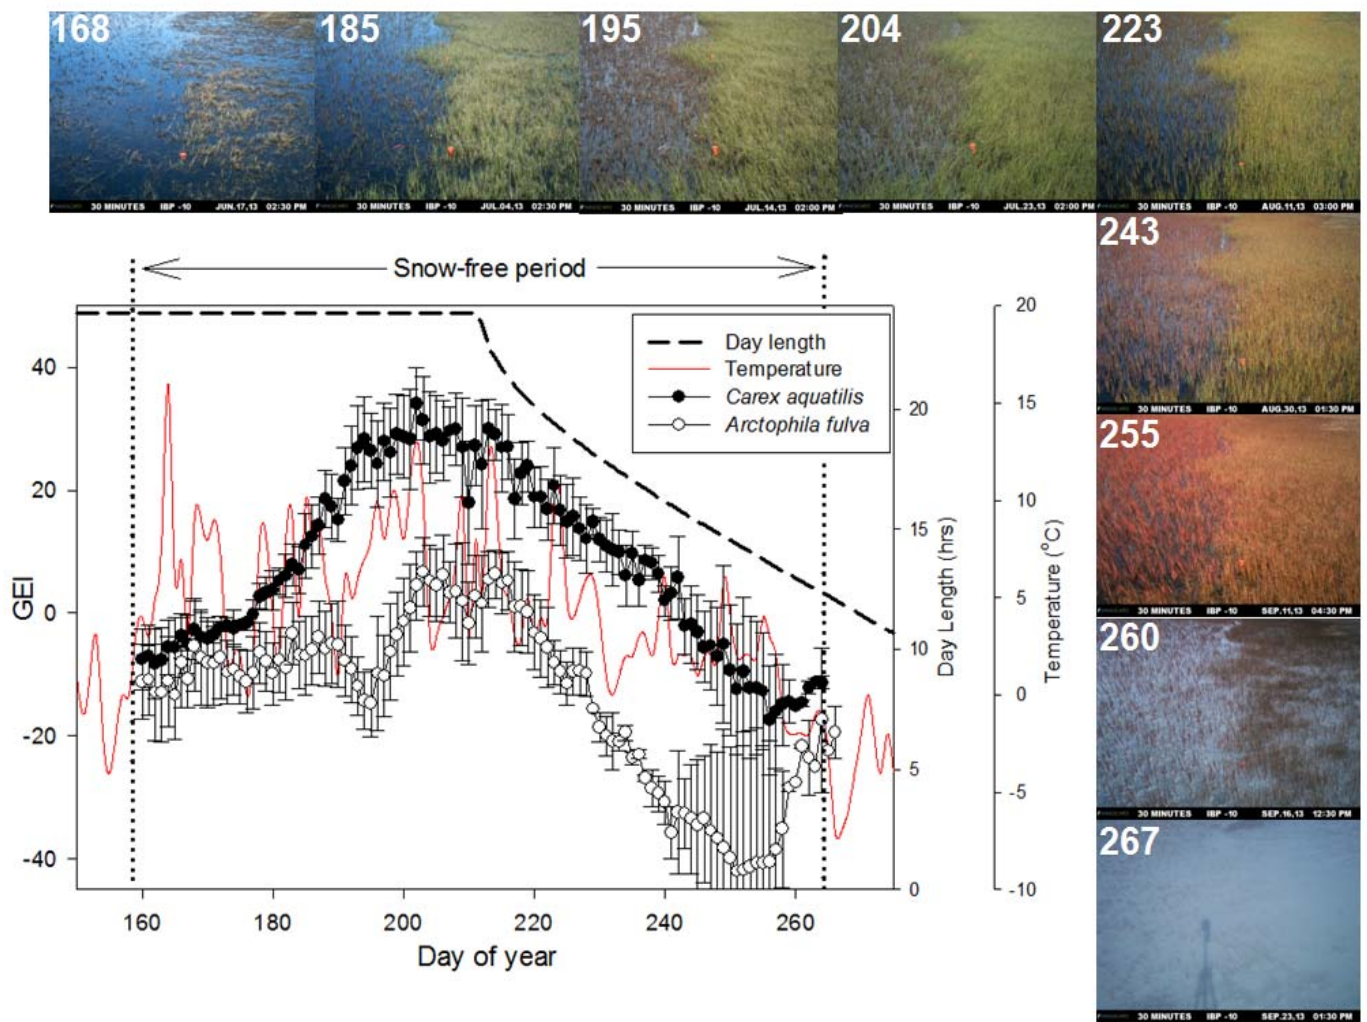 168
185
195
204
223
30 MINUTES IBP -10 JUN.17,13 02:30 PM
30 MINUTES IBP -10 JUL.04,13 02:30 PM
30 MINUTES IBP -10 JUL.14,13 02:00 PM
30 MINUTES IBP -10 JUL.23,13 02:00 PM
30 MINUTES IBP -10 AUG.11,13 03:00 PM
243
30 MINUTES IBP -10 AUG.30,13 01:30 PM
255
30 MINUTES IBP -10 SEP.11,13 04:30 PM
260
30 MINUTES IBP -10 SEP.16,13 12:30 PM
267
30 MINUTES IBP -10 SEP.23,13 01:30 PM
Snow-free period
Day length
Temperature
Carex aquatilis
Arctophila fulva
GEI
40
20
0
-20
-40
160 180 200 220 240 260
Day of year
20
15
10
5
0
Day Length (hrs)
20
15
10
5
0
-5
-10
Temperature (°C)